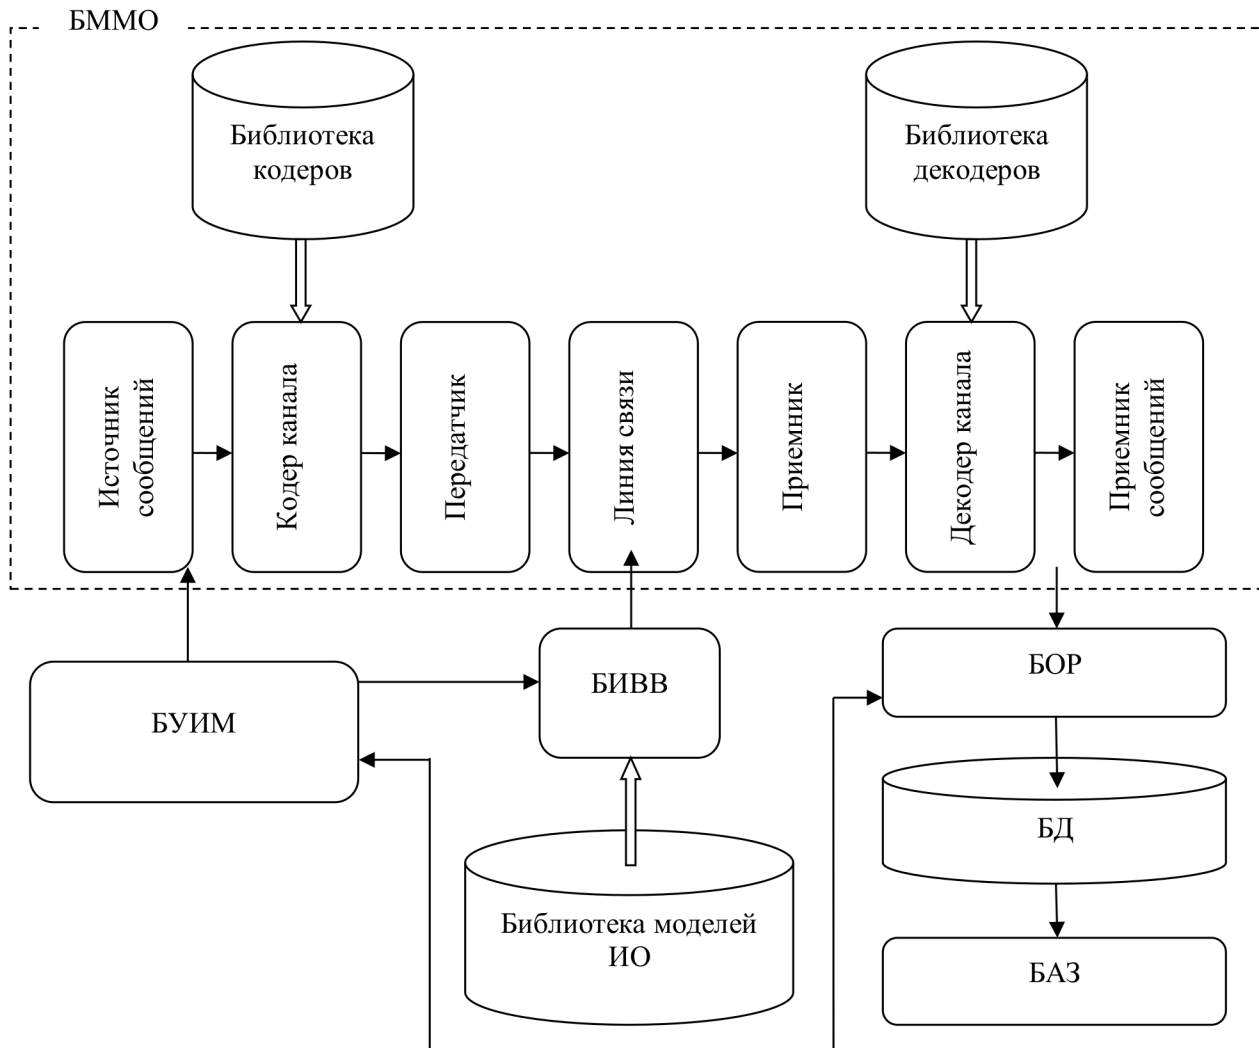 БММО
Библиотека
кодеров
Библиотека
декодеров
Источник
сообщений
Кодер канала
Передатчик
Линия связи
Приемник
Декодер канала
Приемник
сообщений
БУИМ
БИВВ
БОР
БД
Библиотека моделей
ИО
БАЗ